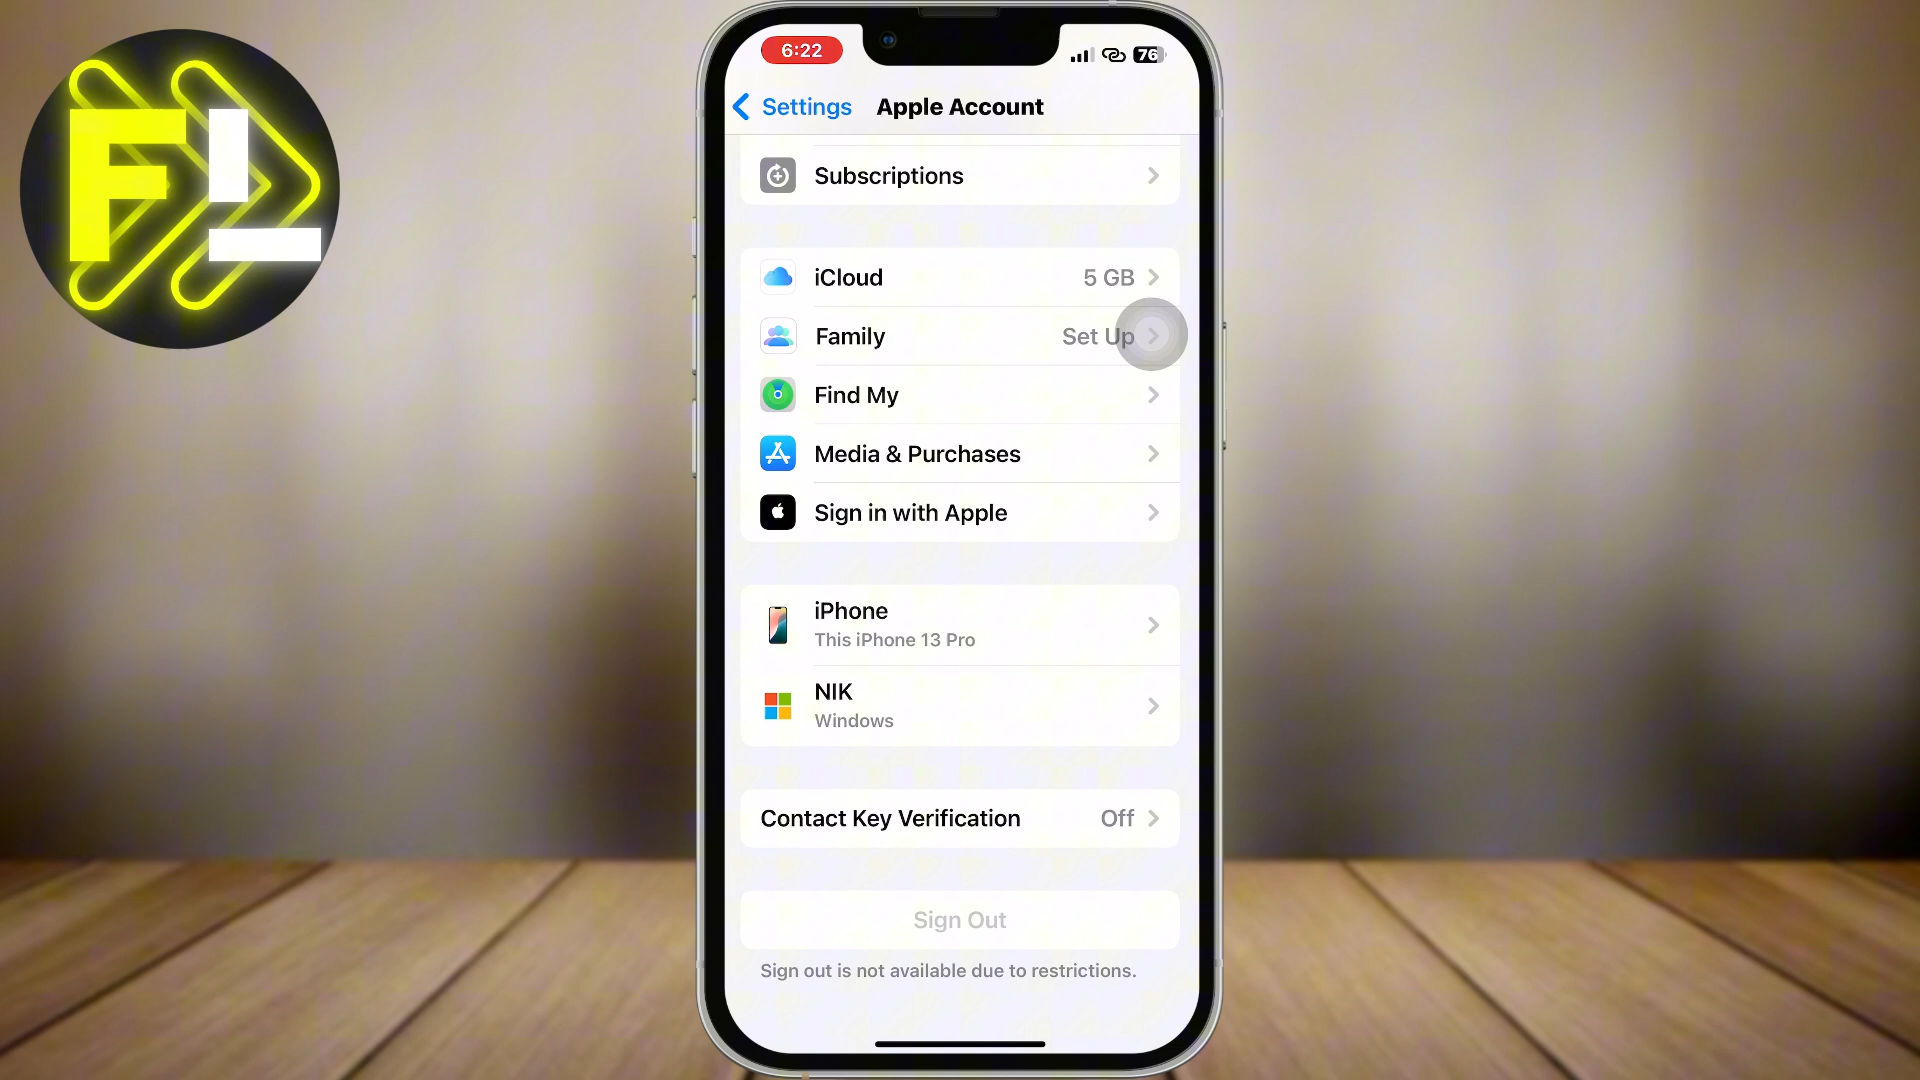 FL
6:22
76
Settings
Apple Account
Subscriptions
iCloud
5 GB
Family
Set Up
Find My
Media & Purchases
Sign in with Apple
iPhone
This iPhone 13 Pro
NIK
Windows
Contact Key Verification
Off
Sign Out
Sign out is not available due to restrictions.